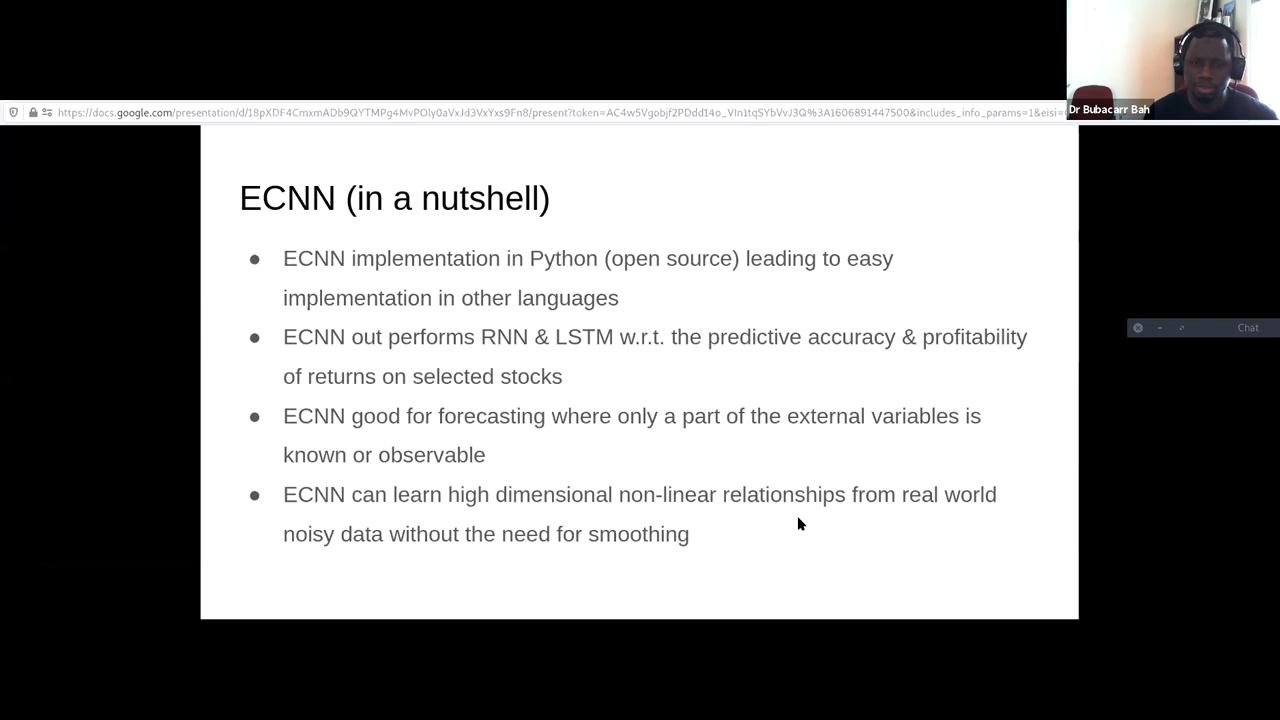 Dr Bubacarr Bah
ECNN (in a nutshell)
● ECNN implementation in Python (open source) leading to easy
implementation in other languages
● ECNN out performs RNN & LSTM w.r.t. the predictive accuracy & profitability
of returns on selected stocks
● ECNN good for forecasting where only a part of the external variables is
known or observable
● ECNN can learn high dimensional non-linear relationships from real world
noisy data without the need for smoothing
Chat